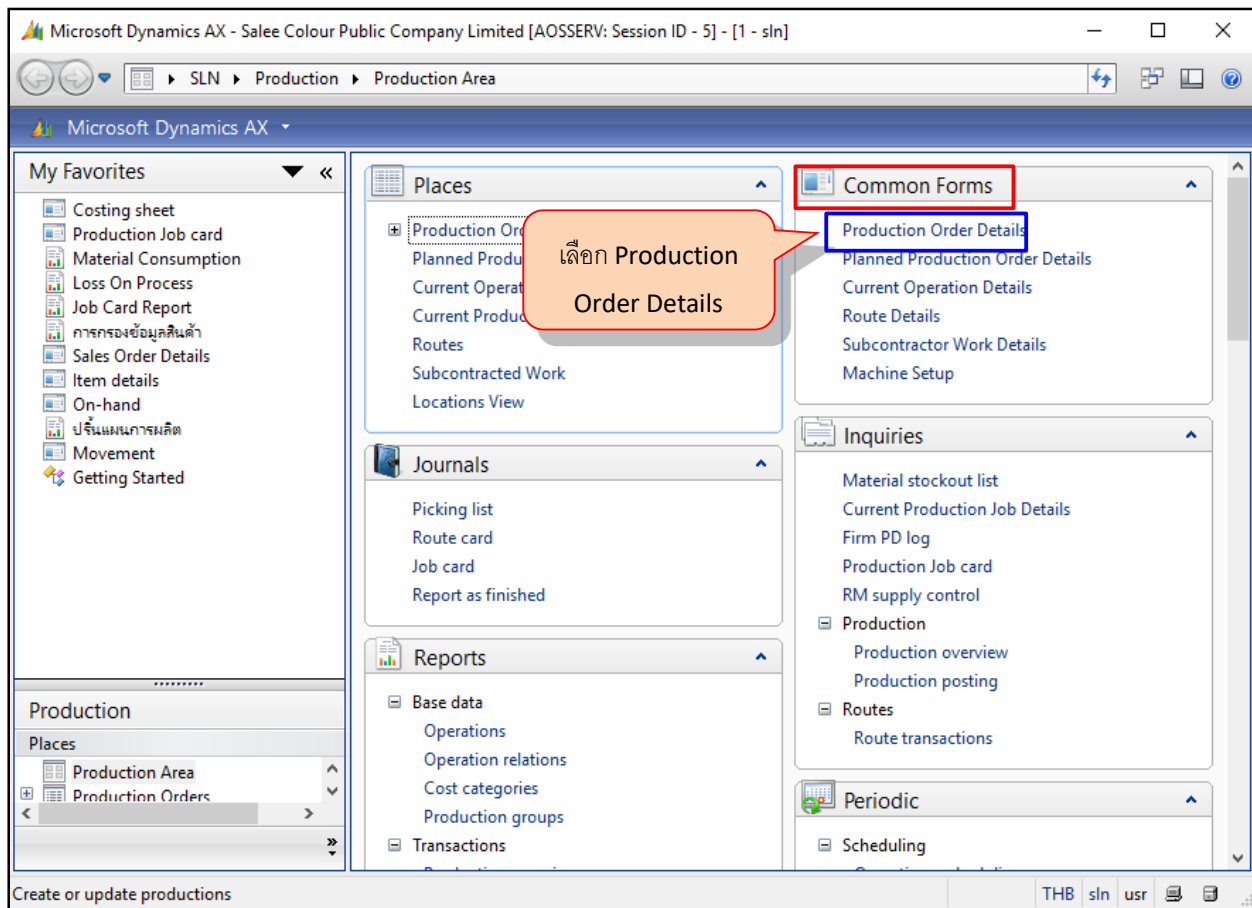 Microsoft Dynamics AX - Salee Colour Public Company Limited [AOSSERV: Session ID - 5] - [1 - sln]
SLN Production Production Area
Microsoft Dynamics AX
My Favorites
Costing sheet
Production Job card
Material Consumption
Loss On Process
Job Card Report
การกรองข้อมูลสินค้า
Sales Order Details
Item details
On-hand
ปริ้นแผนการผลิต
Movement
Getting Started
Production
Places
Production Area
Production Orders
Places
Production
Planned
Current
Current
Routes
Subcontracted Work
Locations View
เลือก Production
Order Details
Journals
Picking list
Route card
Job card
Report as finished
Reports
Base data
Operations
Operation relations
Cost categories
Production groups
Transactions
Common Forms
Production Order Details
Planned Production Order Details
Current Operation Details
Route Details
Subcontractor Work Details
Machine Setup
Inquiries
Material stockout list
Current Production Job Details
Firm PD log
Production Job card
RM supply control
Production
Production overview
Production posting
Routes
Route transactions
Periodic
Scheduling
Create or update productions
THB sln usr